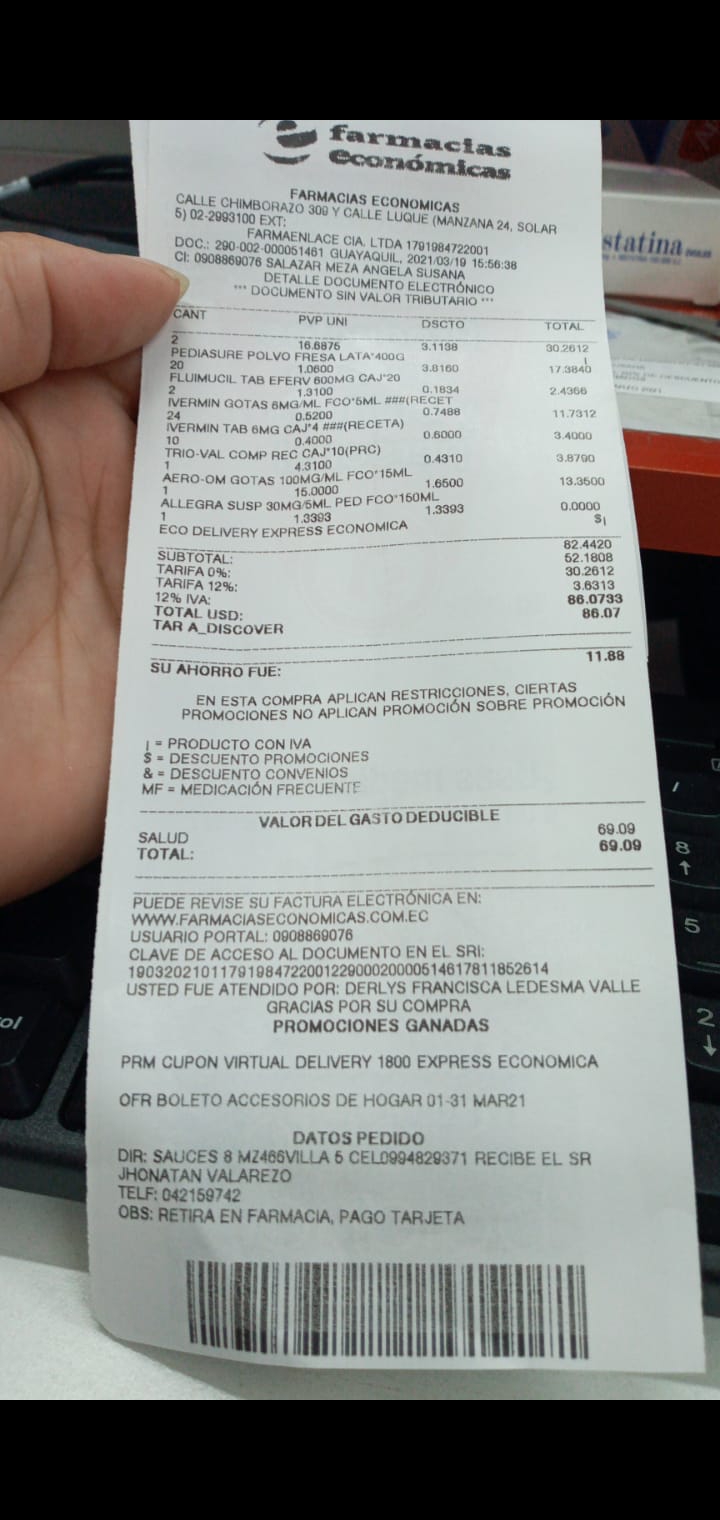 farmacias
económicas
FARMACIAS ECONOMICAS
CALLE CHIMBORAZO 309 Y CALLE LUQUE (MANZANA 24, SOLAR
5) 02-2993100 EXT:
FARMAENLACE CIA. LTDA 1791984722001
DOC.: 290-002-000051461 GUAYAQUIL, 2021/03/19 15:56:38
CI: 0908869076 SALAZAR MEZA ANGELA SUSANA
DETALLE DOCUMENTO ELECTRÓNICO
*** DOCUMENTO SIN VALOR TRIBUTARIO ***
CANT PVP UNI DSCTO TOTAL
2 16.6875 3.1138 30.2612
PEDIASURE POLVO FRESA LATA*400G ¡
20 1.0600 3.8160 17.3840
FLUIMUCIL TAB EFERV 600MG CAJ*20
2 1.3100 0.1834 2.4366
IVERMIN GOTAS 6MG/ML FCO*5ML ###(RECET
24 0.5200 0.7488 11.7312
IVERMIN TAB 6MG CAJ*4 ###(RECETA)
10 0.4000 0.6000 3.4000
TRIO-VAL COMP REC CAJ*10(PRC)
1 4.3100 0.4310 3.8790
AERO-OM GOTAS 100MG/ML FCO*15ML
1 15.0000 1.6500 13.3500
ALLEGRA SUSP 30MG/5ML PED FCO*150ML
1 1.3393 1.3393 0.0000
ECO DELIVERY EXPRESS ECONOMICA $¡
SUBTOTAL: 82.4420
TARIFA 0%: 52.1808
TARIFA 12%: 30.2612
12% IVA: 3.6313
TOTAL USD: 86.0733
TAR A_DISCOVER 86.07
SU AHORRO FUE: 11.88
EN ESTA COMPRA APLICAN RESTRICCIONES, CIERTAS
PROMOCIONES NO APLICAN PROMOCIÓN SOBRE PROMOCIÓN
¡ = PRODUCTO CON IVA
$ = DESCUENTO PROMOCIONES
& = DESCUENTO CONVENIOS
MF = MEDICACIÓN FRECUENTE
VALOR DEL GASTO DEDUCIBLE
SALUD 69.09
TOTAL: 69.09
PUEDE REVISE SU FACTURA ELECTRÓNICA EN:
WWW.FARMACIASECONOMICAS.COM.EC
USUARIO PORTAL: 0908869076
CLAVE DE ACCESO AL DOCUMENTO EN EL SRI:
1903202101179198472200122900020000514617811852614
USTED FUE ATENDIDO POR: DERLYS FRANCISCA LEDESMA VALLE
GRACIAS POR SU COMPRA
PROMOCIONES GANADAS
PRM CUPON VIRTUAL DELIVERY 1800 EXPRESS ECONOMICA
OFR BOLETO ACCESORIOS DE HOGAR 01-31 MAR21
DATOS PEDIDO
DIR: SAUCES 8 MZ466VILLA 5 CEL0994829371 RECIBE EL SR
JHONATAN VALAREZO
TELF: 042159742
OBS: RETIRA EN FARMACIA, PAGO TARJETA
statina
/
8
5
2